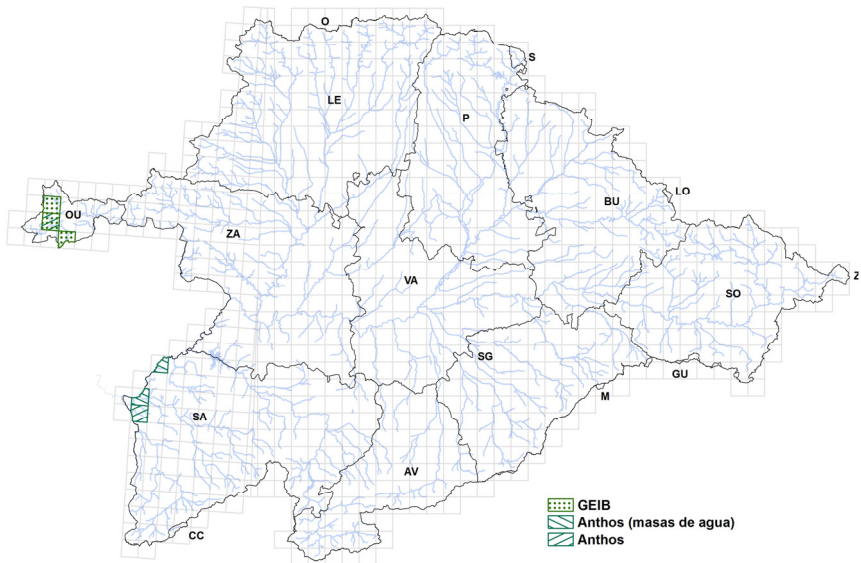 O
S
LE
P
LO
BU
OU
ZA
Z
VA
SO
SG
GU
M
SA
AV
CC
GEIB
Anthos (masas de agua)
Anthos